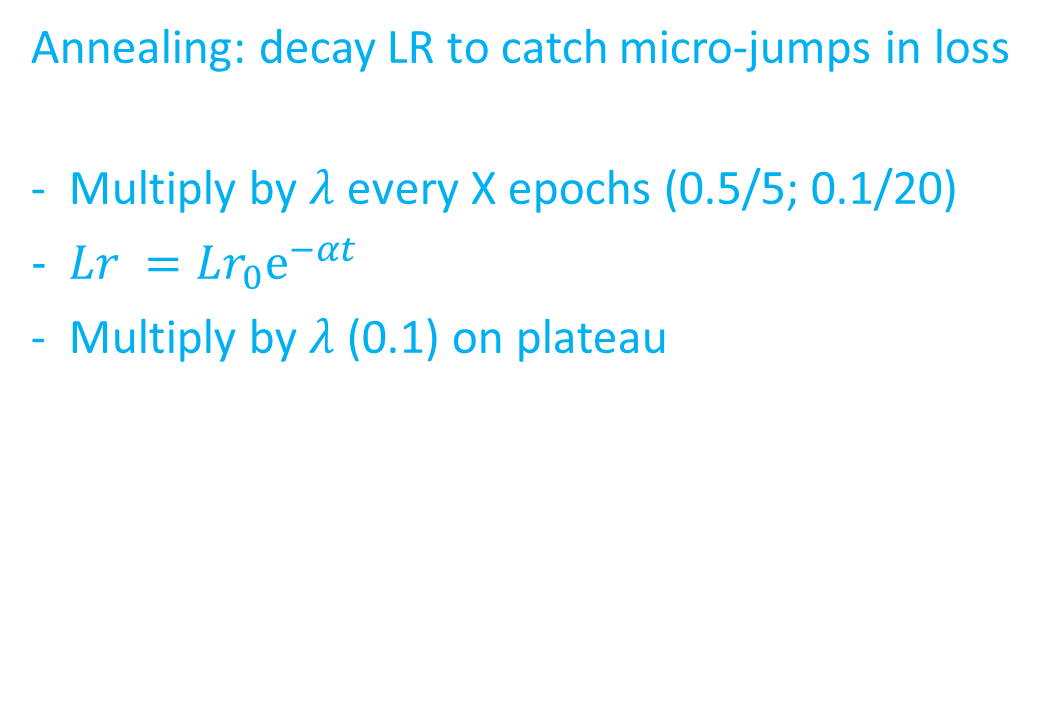 Annealing: decay LR to catch micro-jumps in loss
- Multiply by λ every X epochs (0.5/5; 0.1/20)
- Lr = Lr₀e^{−αt}
- Multiply by λ (0.1) on plateau